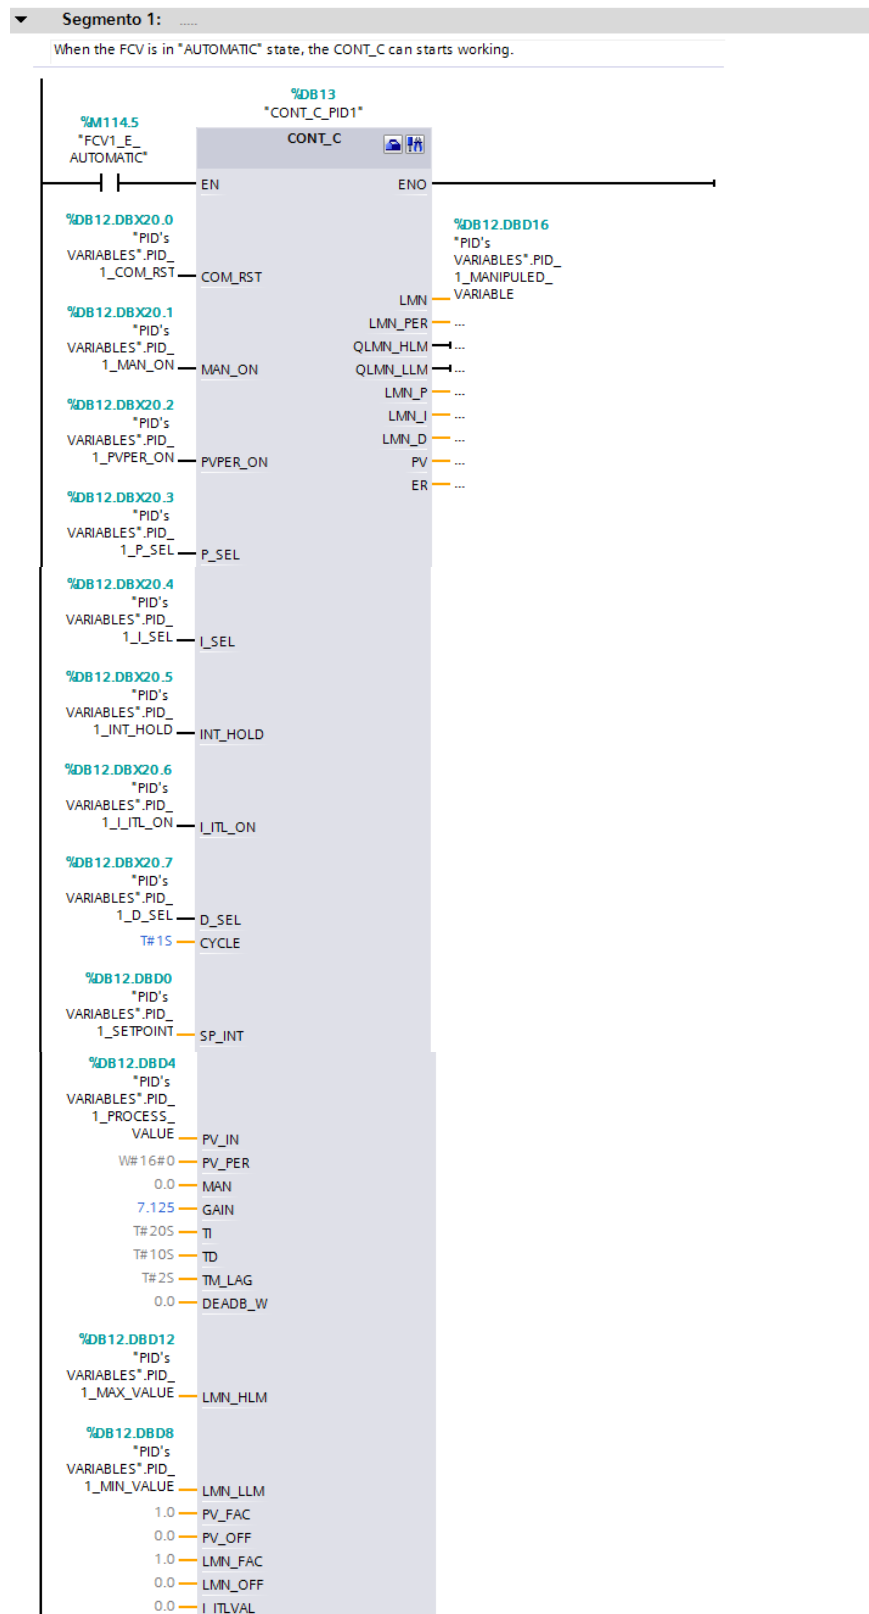 Segmento 1: .....
When the FCV is in "AUTOMATIC" state, the CONT_C can starts working.
%DB13
"CONT_C_PID1"
%M114.5
"FCV1_E_
AUTOMATIC"
CONT_C
EN
ENO
%DB12.DBX20.0
"PID's
VARIABLES".PID_
1_COM_RST
COM_RST
%DB12.DBD16
"PID's
VARIABLES".PID_
1_MANIPULED_
VARIABLE
LMN
LMN_PER ...
QLMN_HLM ...
QLMN_LLM ...
LMN_P ...
LMN_I ...
LMN_D ...
PV ...
ER ...
%DB12.DBX20.1
"PID's
VARIABLES".PID_
1_MAN_ON
MAN_ON
%DB12.DBX20.2
"PID's
VARIABLES".PID_
1_PVPER_ON
PVPER_ON
%DB12.DBX20.3
"PID's
VARIABLES".PID_
1_P_SEL
P_SEL
%DB12.DBX20.4
"PID's
VARIABLES".PID_
1_I_SEL
I_SEL
%DB12.DBX20.5
"PID's
VARIABLES".PID_
1_INT_HOLD
INT_HOLD
%DB12.DBX20.6
"PID's
VARIABLES".PID_
1_I_ITL_ON
I_ITL_ON
%DB12.DBX20.7
"PID's
VARIABLES".PID_
1_D_SEL
D_SEL
T#1S CYCLE
%DB12.DBD0
"PID's
VARIABLES".PID_
1_SETPOINT
SP_INT
%DB12.DBD4
"PID's
VARIABLES".PID_
1_PROCESS_
VALUE
PV_IN
W#16#0 PV_PER
0.0 MAN
7.125 GAIN
T#20S TI
T#10S TD
T#2S TM_LAG
0.0 DEADB_W
%DB12.DBD12
"PID's
VARIABLES".PID_
1_MAX_VALUE
LMN_HLM
%DB12.DBD8
"PID's
VARIABLES".PID_
1_MIN_VALUE
LMN_LLM
1.0 PV_FAC
0.0 PV_OFF
1.0 LMN_FAC
0.0 LMN_OFF
0.0 I_ITLVAL